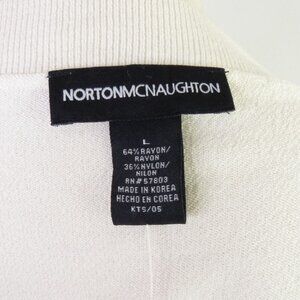 NORTONMCNAUGHTON
L
64% RAYON/
RAYON
36% NYLON/
NILON
RN# 57803
MADE IN KOREA
HECHO EN COREA
KTS/05